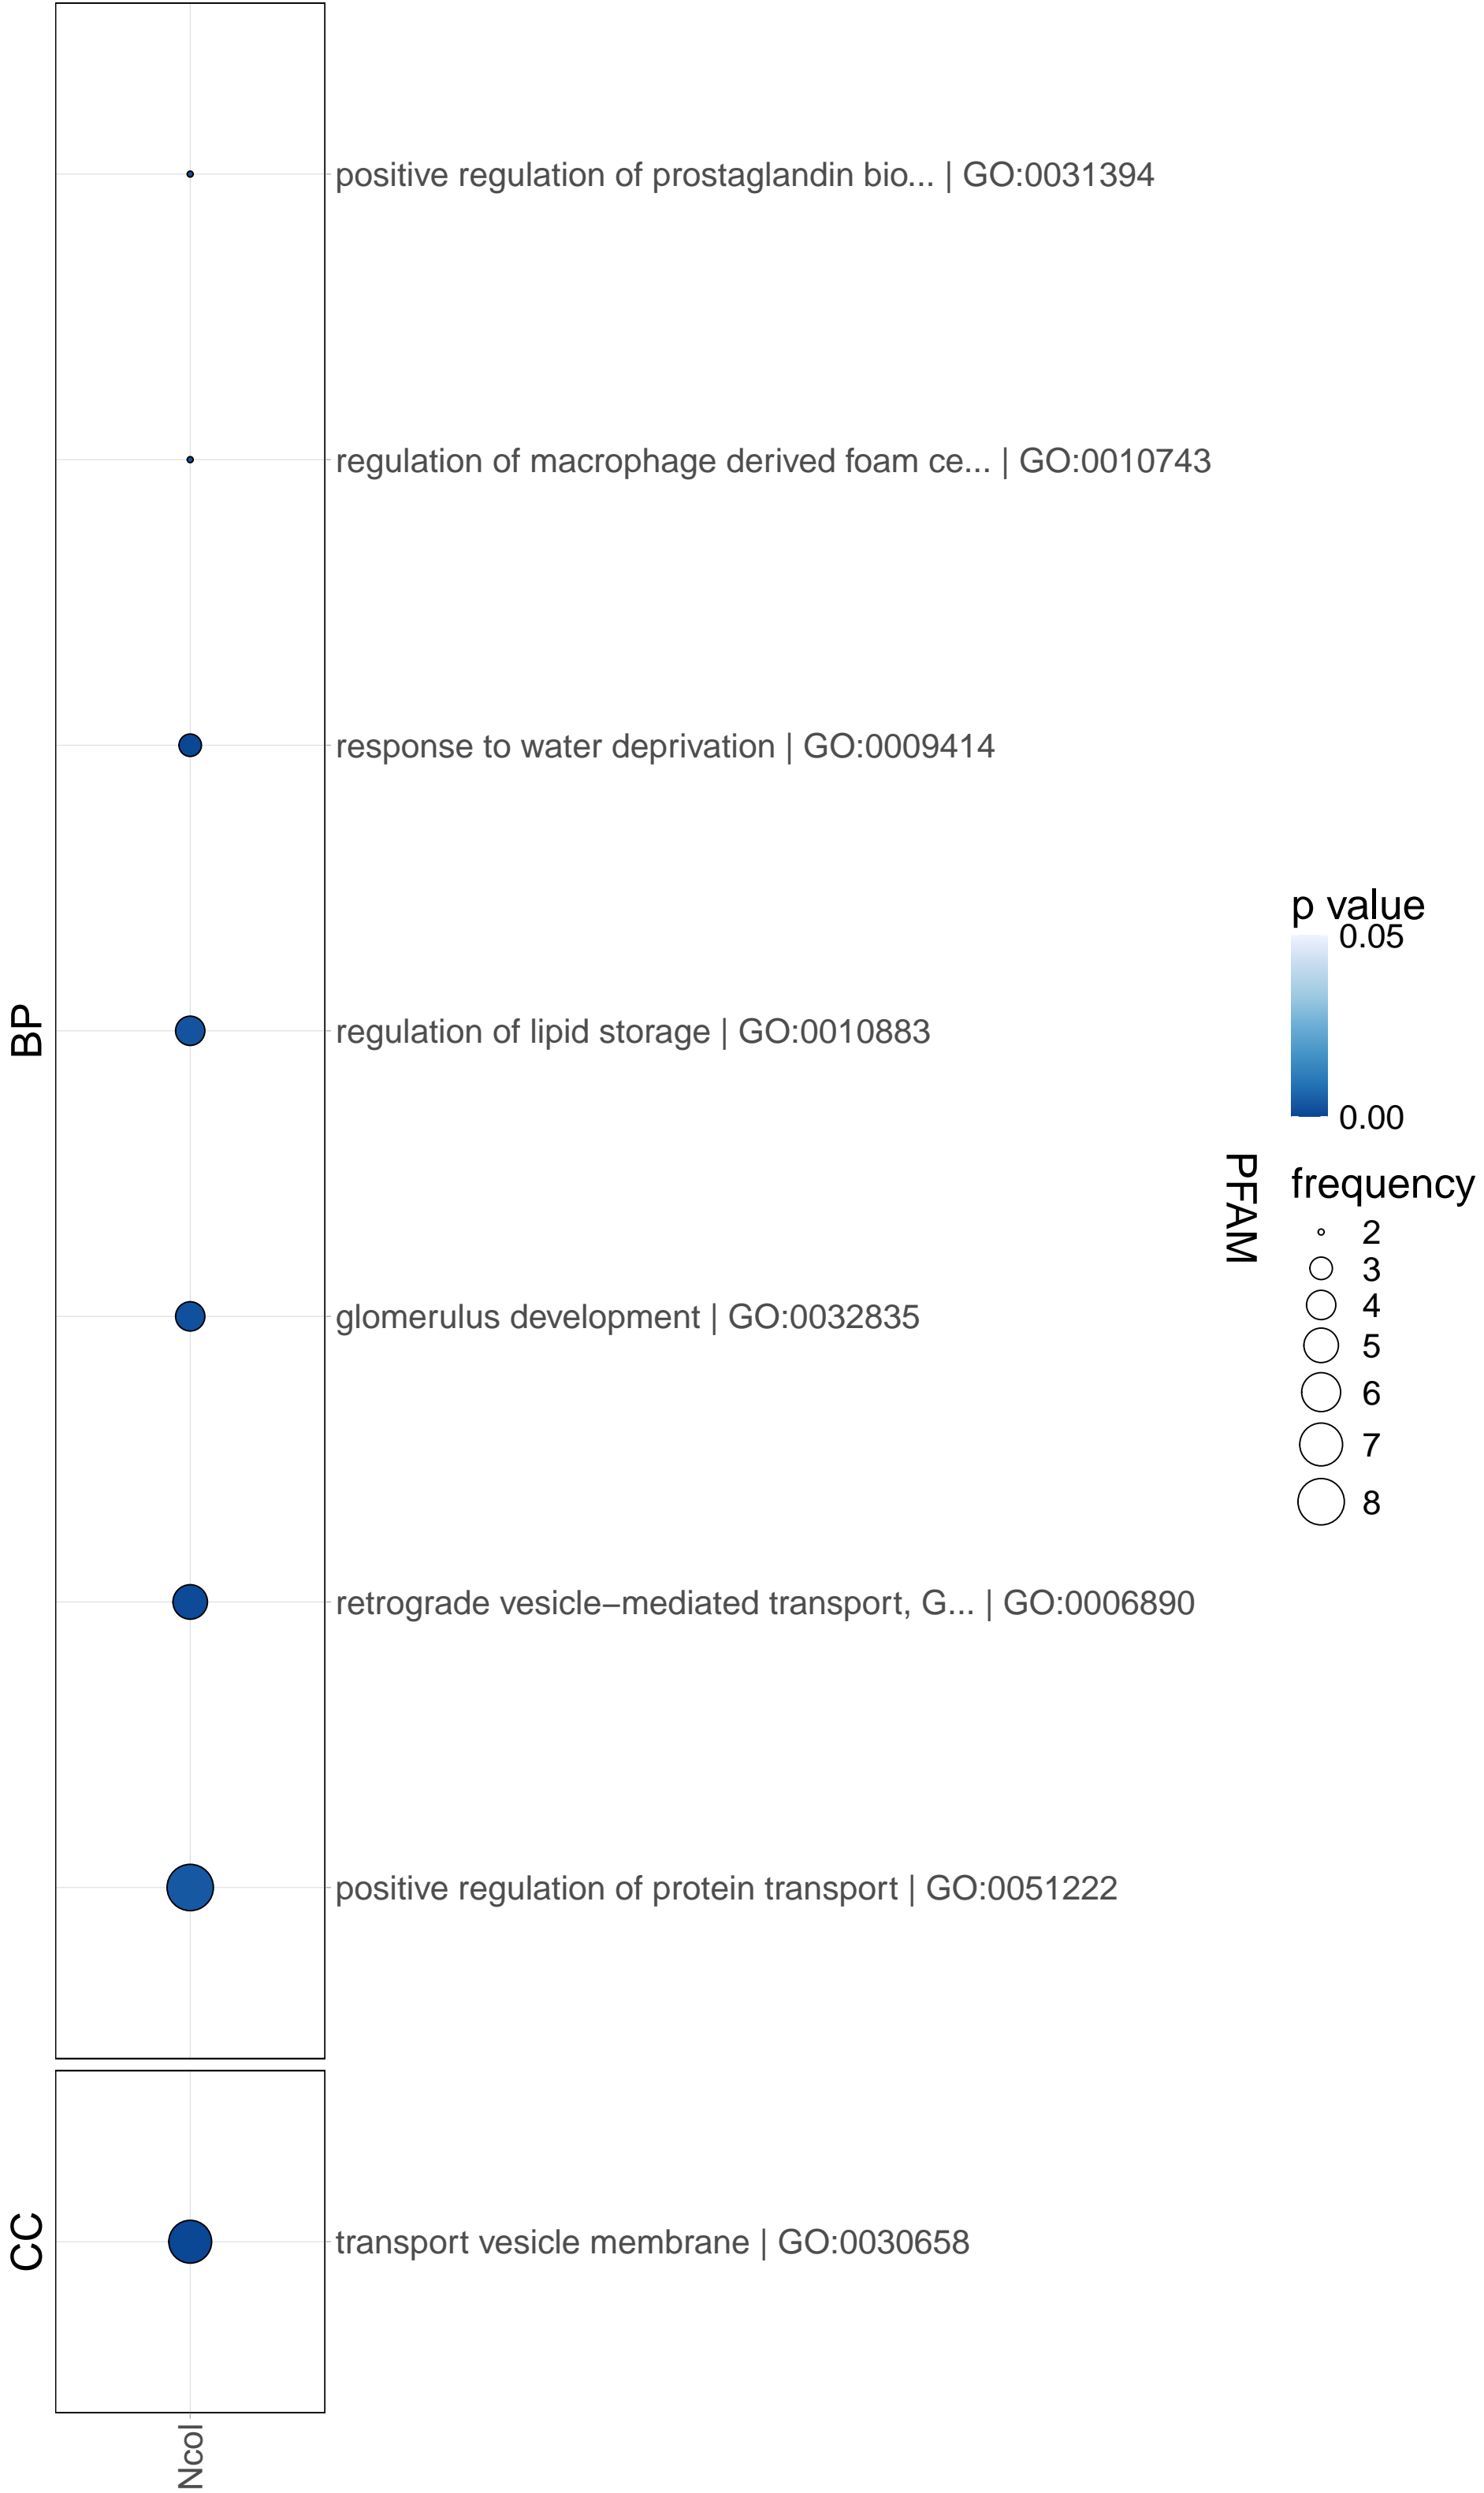 BP
positive regulation of prostaglandin bio... | GO:0031394
regulation of macrophage derived foam ce... | GO:0010743
response to water deprivation | GO:0009414
regulation of lipid storage | GO:0010883
glomerulus development | GO:0032835
retrograde vesicle−mediated transport, G... | GO:0006890
positive regulation of protein transport | GO:0051222
CC
transport vesicle membrane | GO:0030658
Ncol
PFAM
p value
0.05
0.00
frequency
2
3
4
5
6
7
8